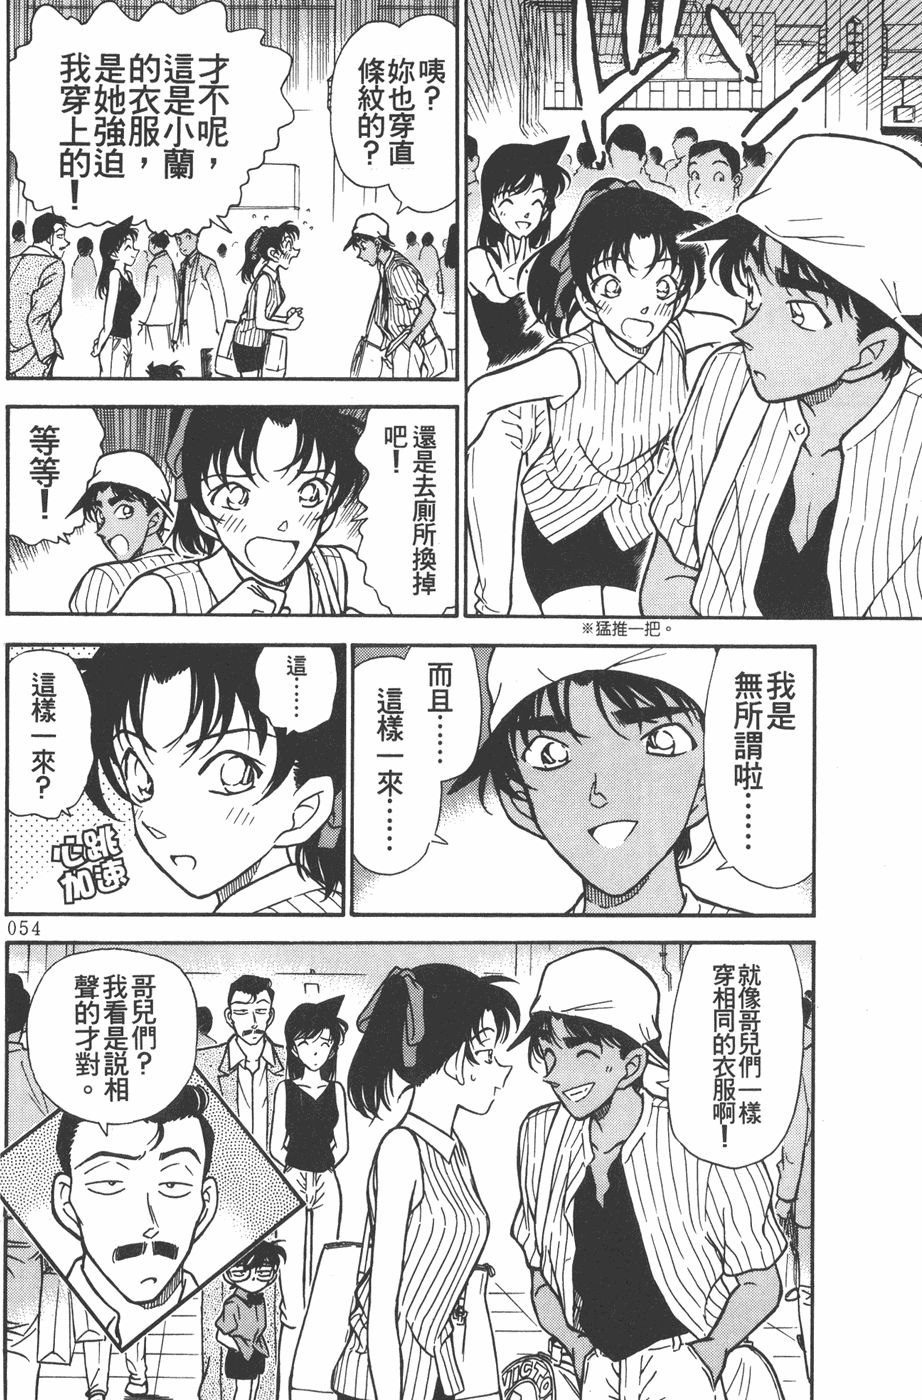 ドン
※猛推一把。
咦？
妳也穿直
條紋的？
才不呢，
這是小蘭
的衣服，
是她強迫
我穿上的！
還是去廁所換掉
吧！
等等！
我是
無所謂啦……
而且……
這樣一來……
這……
這樣一來？
心跳
加速
054
就像哥兒們一樣
穿相同的衣服啊！
哥兒們？
我看是説相
聲的才對。
VICTO